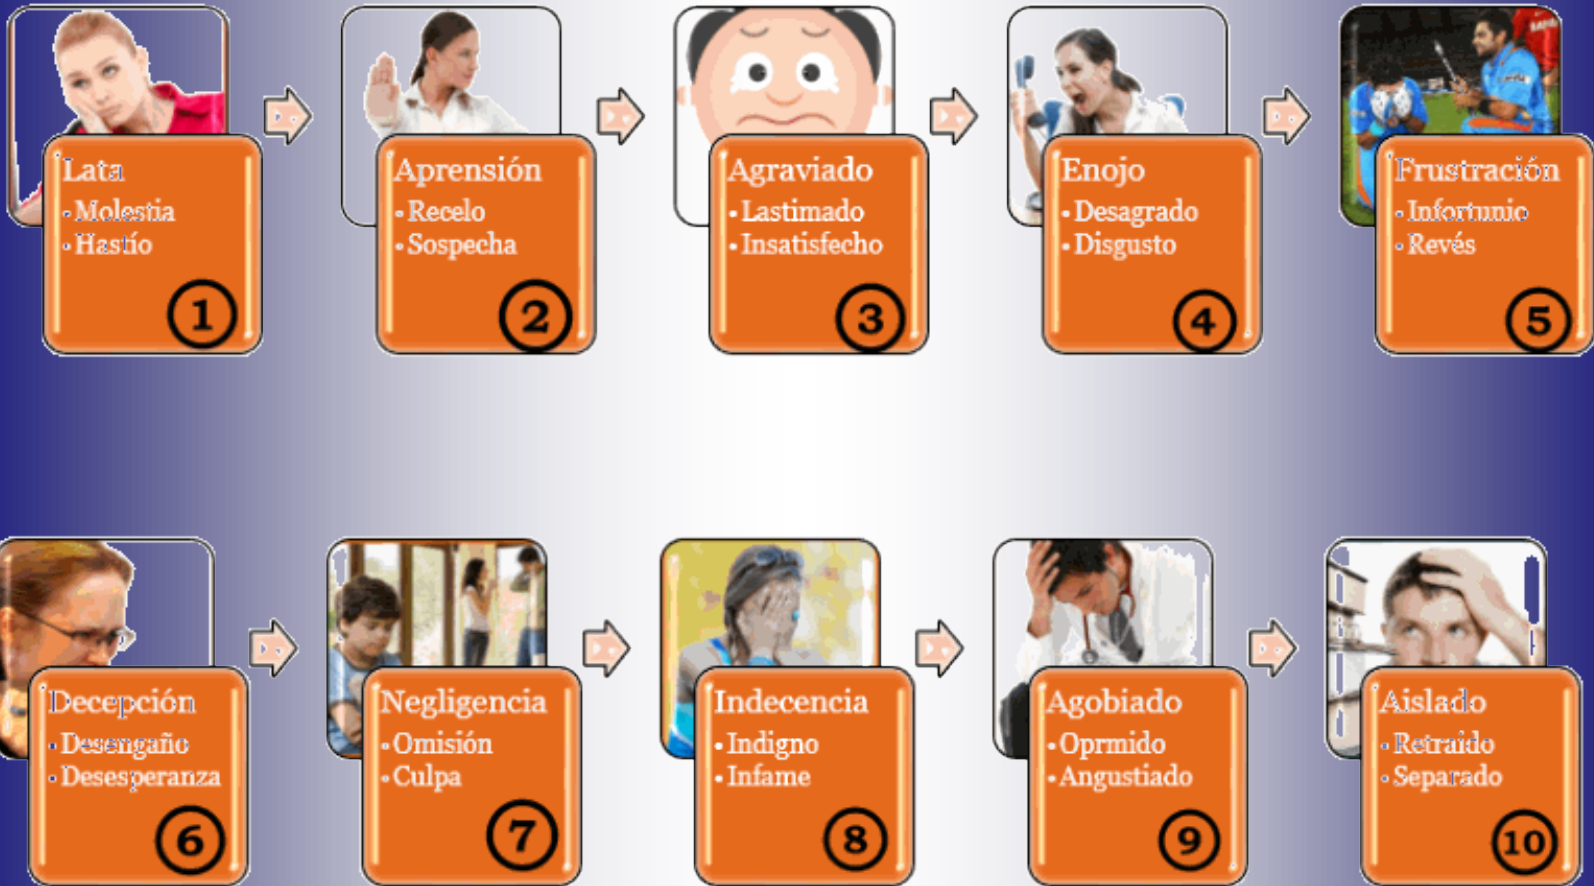 Lata
• Molestia
• Hastío
1
Aprensión
• Recelo
• Sospecha
2
Agraviado
• Lastimado
• Insatisfecho
3
Enojo
• Desagrado
• Disgusto
4
Frustración
• Infortunio
• Revés
5
Decepción
• Desengaño
• Desesperanza
6
Negligencia
• Omisión
• Culpa
7
Indecencia
• Indigno
• Infame
8
Agobiado
• Oprmido
• Angustiado
9
Aislado
• Retraido
• Separado
10